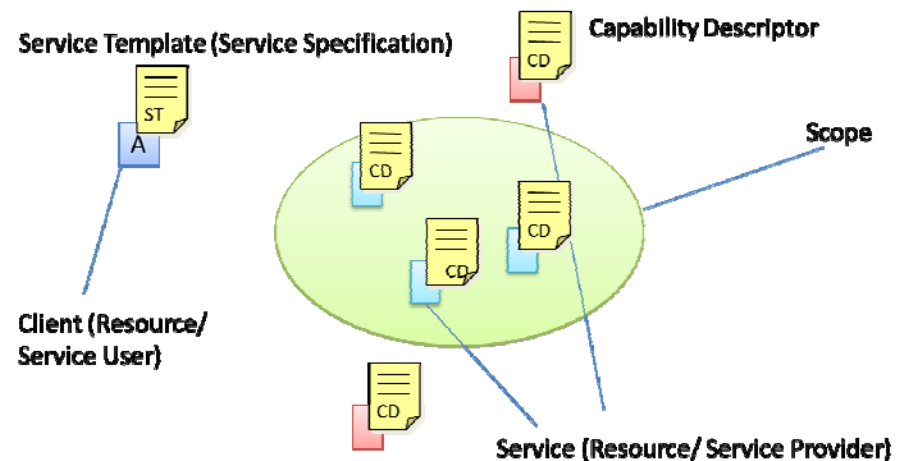 Service Template (Service Specification)
Capability Descriptor
CD
ST
A
Scope
CD
CD
CD
Client (Resource/
Service User)
CD
Service (Resource/ Service Provider)